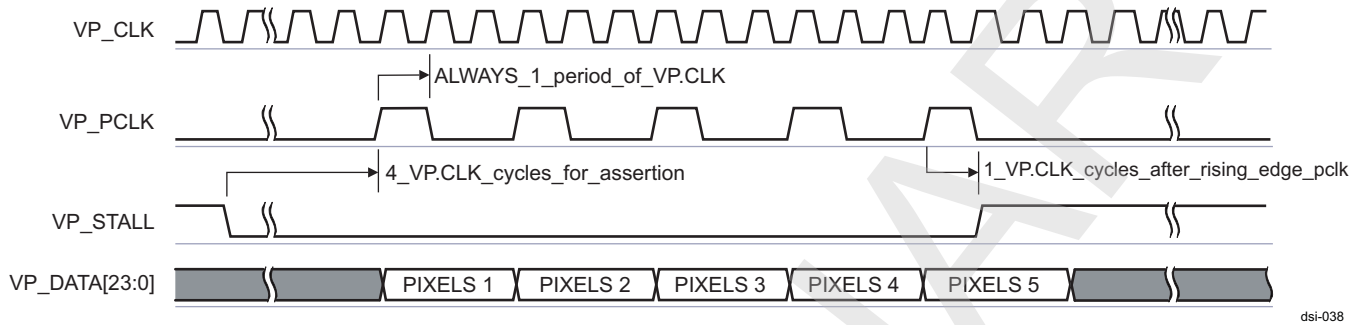 VP_CLK
ALWAYS_1_period_of_VP.CLK
VP_PCLK
4_VP.CLK_cycles_for_assertion
1_VP.CLK_cycles_after_rising_edge_pclk
VP_STALL
VP_DATA[23:0]
PIXELS 1
PIXELS 2
PIXELS 3
PIXELS 4
PIXELS 5
dsi-038